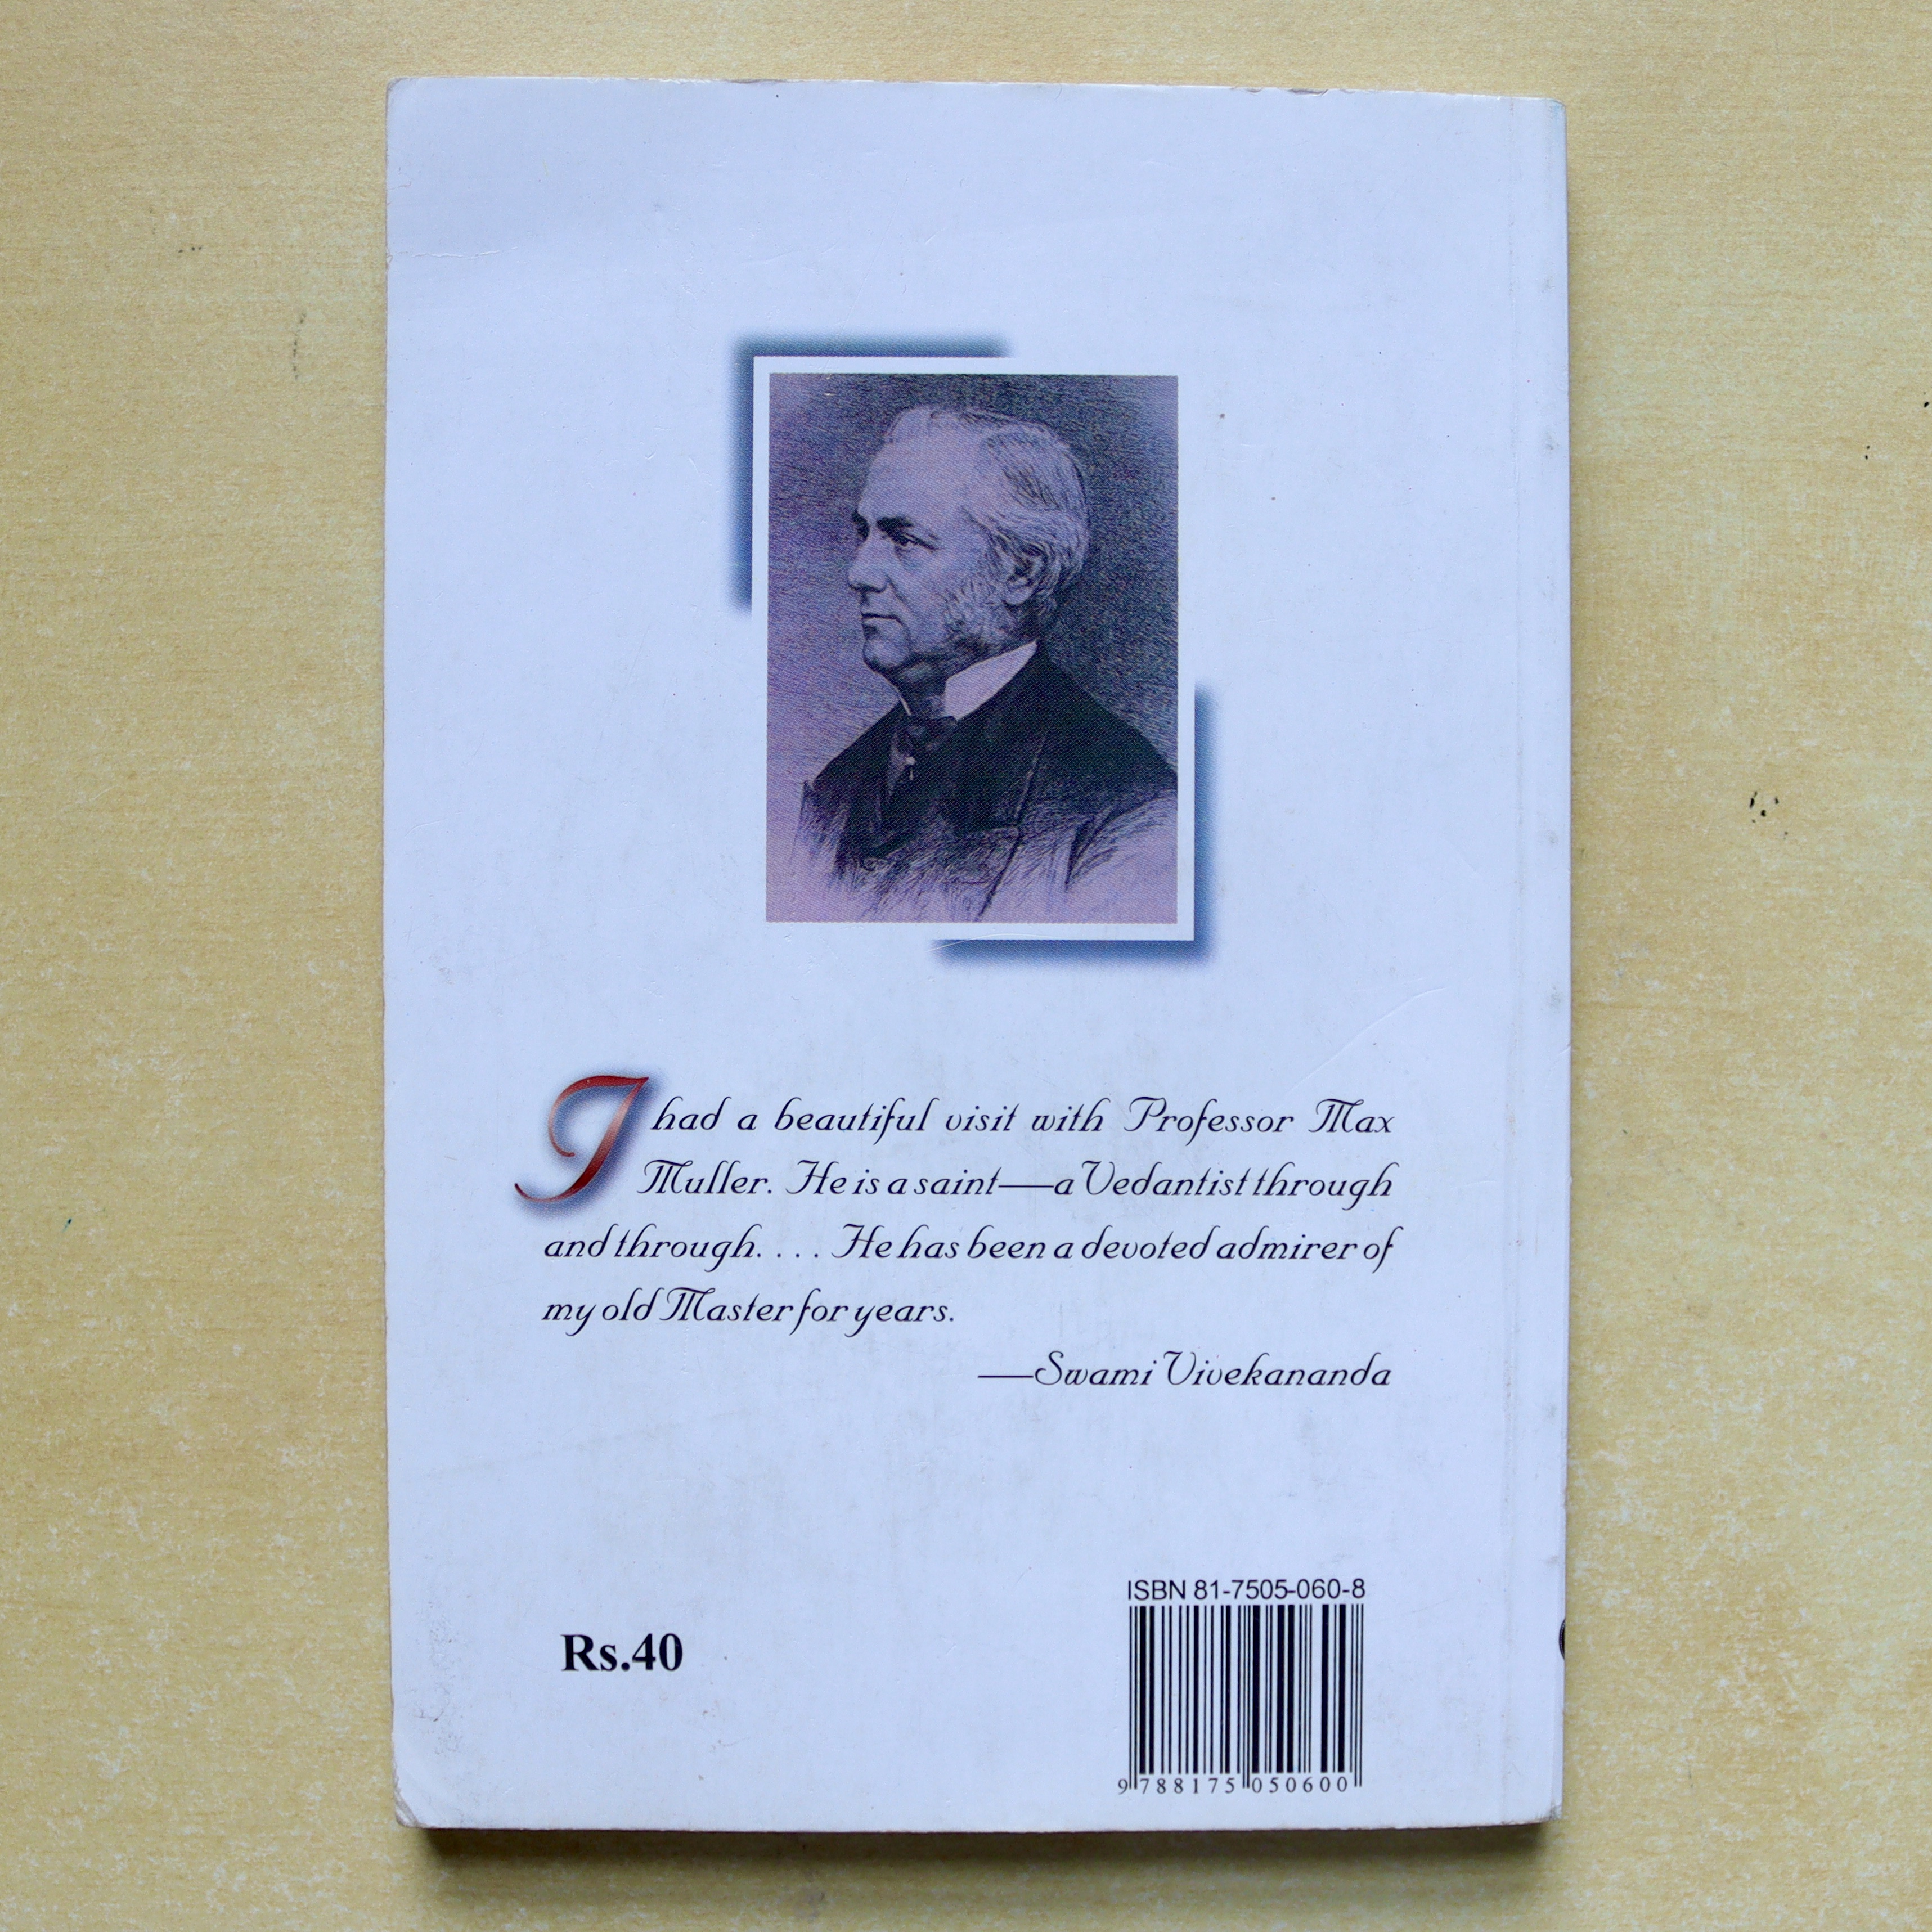 I had a beautiful visit with Professor Max
Muller. He is a saint—a Vedantist through
and through. . . . He has been a devoted admirer of
my old Master for years.
—Swami Vivekananda
Rs.40
ISBN 81-7505-060-8
9 788175 050600